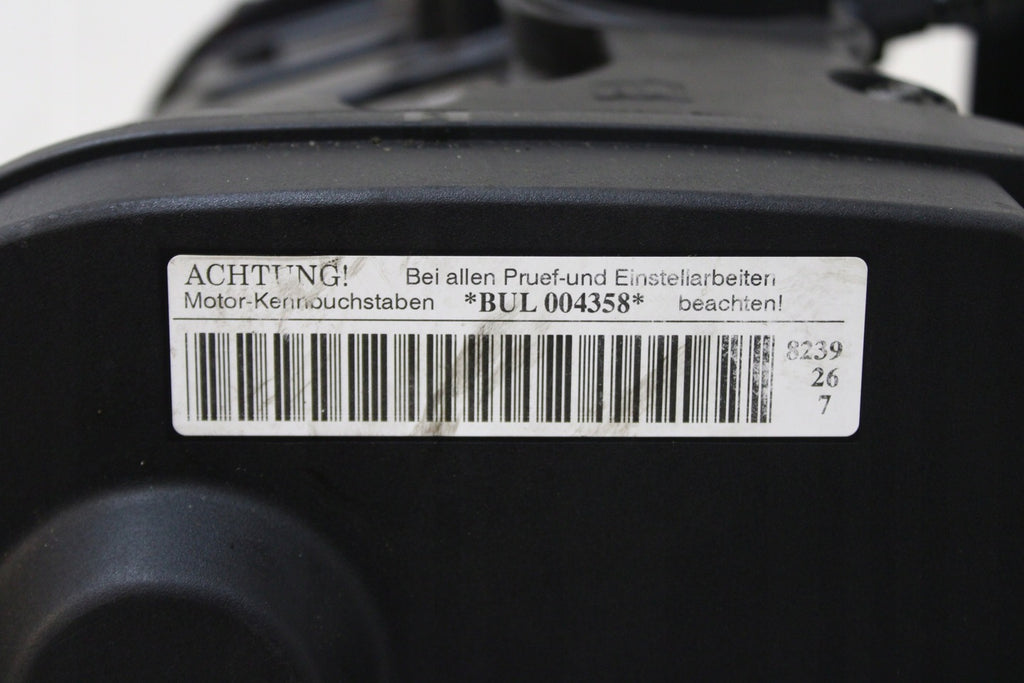 ACHTUNG! Bei allen Pruef-und Einstellarbeiten
Motor-Kennbuchstaben *BUL 004358* beachten!
8239
26
7